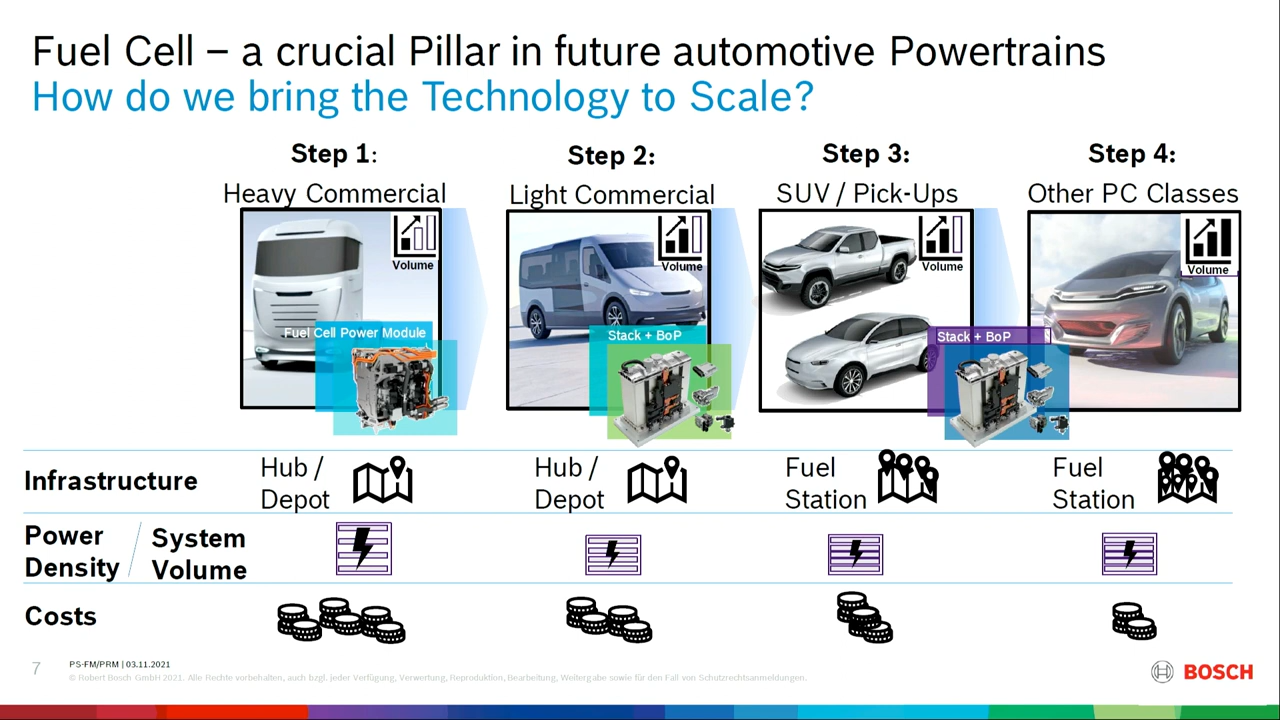 Fuel Cell – a crucial Pillar in future automotive Powertrains
How do we bring the Technology to Scale?
Step 1:
Heavy Commercial
Step 2:
Light Commercial
Step 3:
SUV / Pick-Ups
Step 4:
Other PC Classes
Volume
Volume
Volume
Volume
Fuel Cell Power Module
Stack + BoP
Stack + BoP
Infrastructure
Hub /
Depot
Hub /
Depot
Fuel
Station
Fuel
Station
Power
Density
System
Volume
Costs
7
PS-FM/PRM | 03.11.2021
© Robert Bosch GmbH 2021. Alle Rechte vorbehalten, auch bzgl. jeder Verfügung, Verwertung, Reproduktion, Bearbeitung, Weitergabe sowie für den Fall von Schutzrechtsanmeldungen.
BOSCH